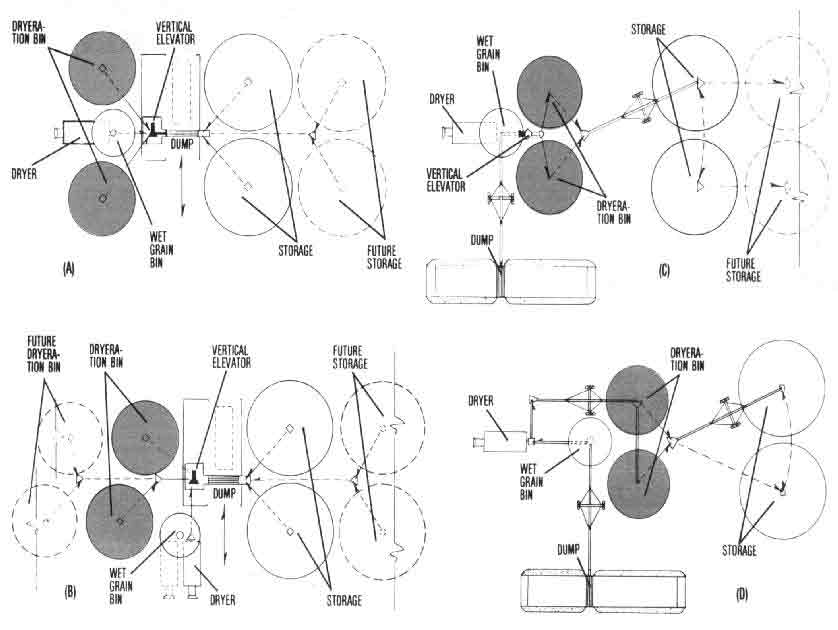 DRYERA-
TION BIN
VERTICAL
ELEVATOR
DUMP
DRYER
WET
GRAIN
BIN
STORAGE
FUTURE
STORAGE
(A)
STORAGE
WET
GRAIN
BIN
DRYER
VERTICAL
ELEVATOR
DRYERA-
TION BIN
DUMP
FUTURE
STORAGE
(C)
FUTURE
DRYERA-
TION BIN
DRYERA-
TION BIN
VERTICAL
ELEVATOR
FUTURE
STORAGE
DUMP
WET
GRAIN
BIN
DRYER
STORAGE
(B)
DRYERA-
TION BIN
DRYER
WET
GRAIN
BIN
DUMP
STORAGE
(D)